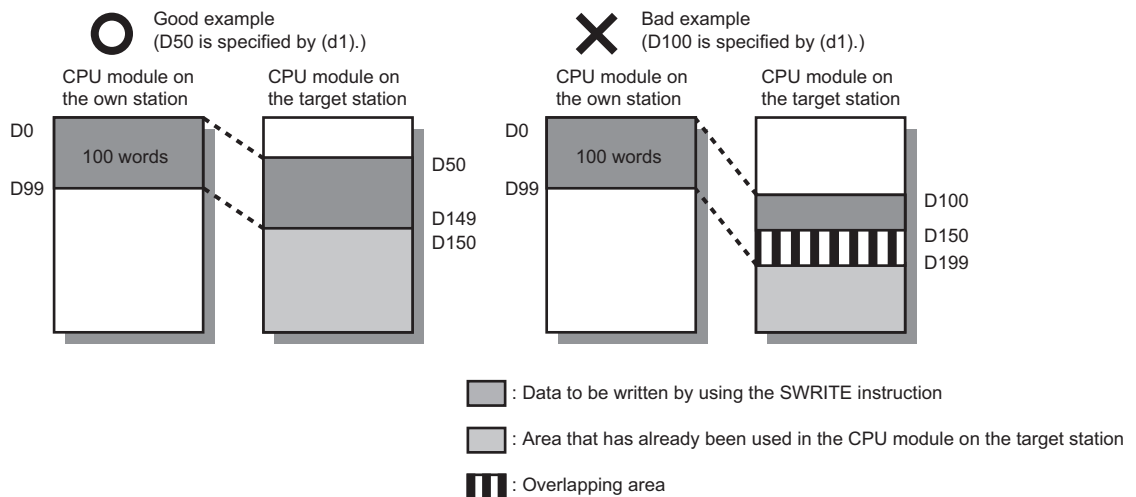 Good example
(D50 is specified by (d1).)
CPU module on
the own station
CPU module on
the target station
D0
100 words
D99
D50
D149
D150
Bad example
(D100 is specified by (d1).)
CPU module on
the own station
CPU module on
the target station
D0
100 words
D99
D100
D150
D199
: Data to be written by using the SWRITE instruction
: Area that has already been used in the CPU module on the target station
: Overlapping area